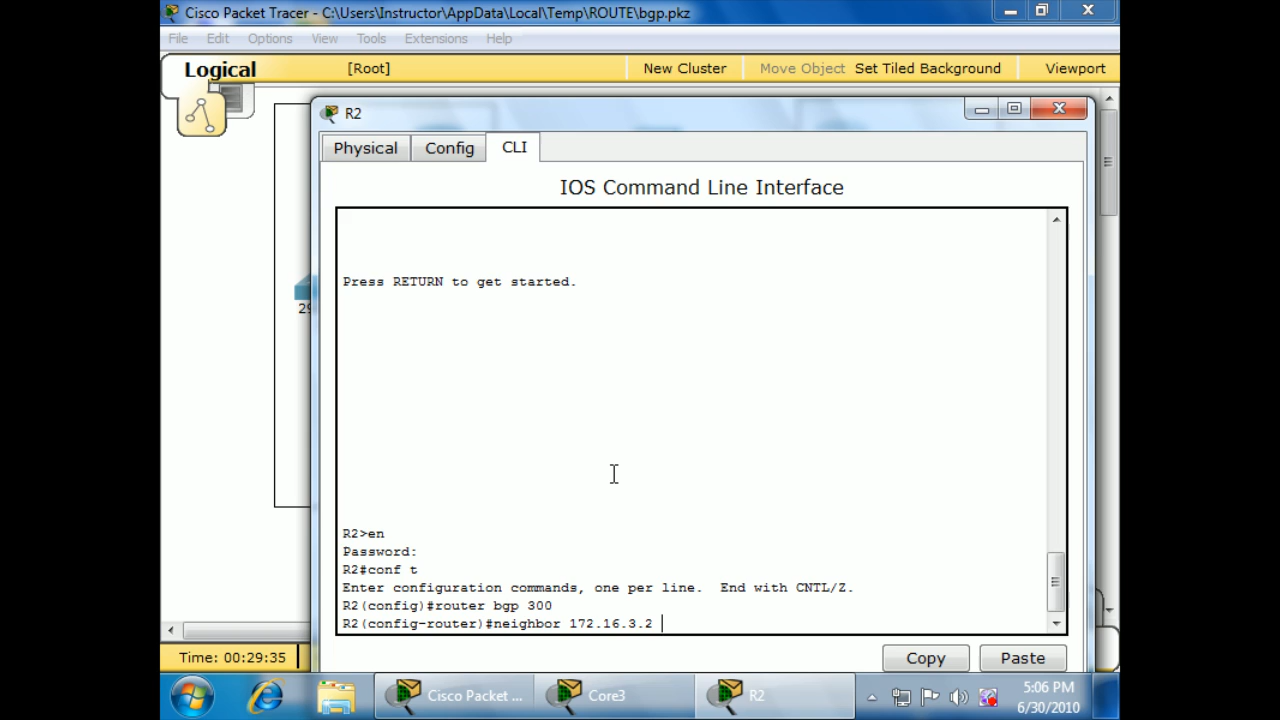 Cisco Packet Tracer - C:\Users\Instructor\AppData\Local\Temp\ROUTE\bgp.pkz
File Edit Options View Tools Extensions Help
Logical [Root] New Cluster Move Object Set Tiled Background Viewport
R2
Physical Config CLI
IOS Command Line Interface
Press RETURN to get started.
R2>en
Password:
R2#conf t
Enter configuration commands, one per line.  End with CNTL/Z.
R2(config)#router bgp 300
R2(config-router)#neighbor 172.16.3.2
Time: 00:29:35
Copy Paste
Cisco Packet ... Core3 R2
5:06 PM
6/30/2010